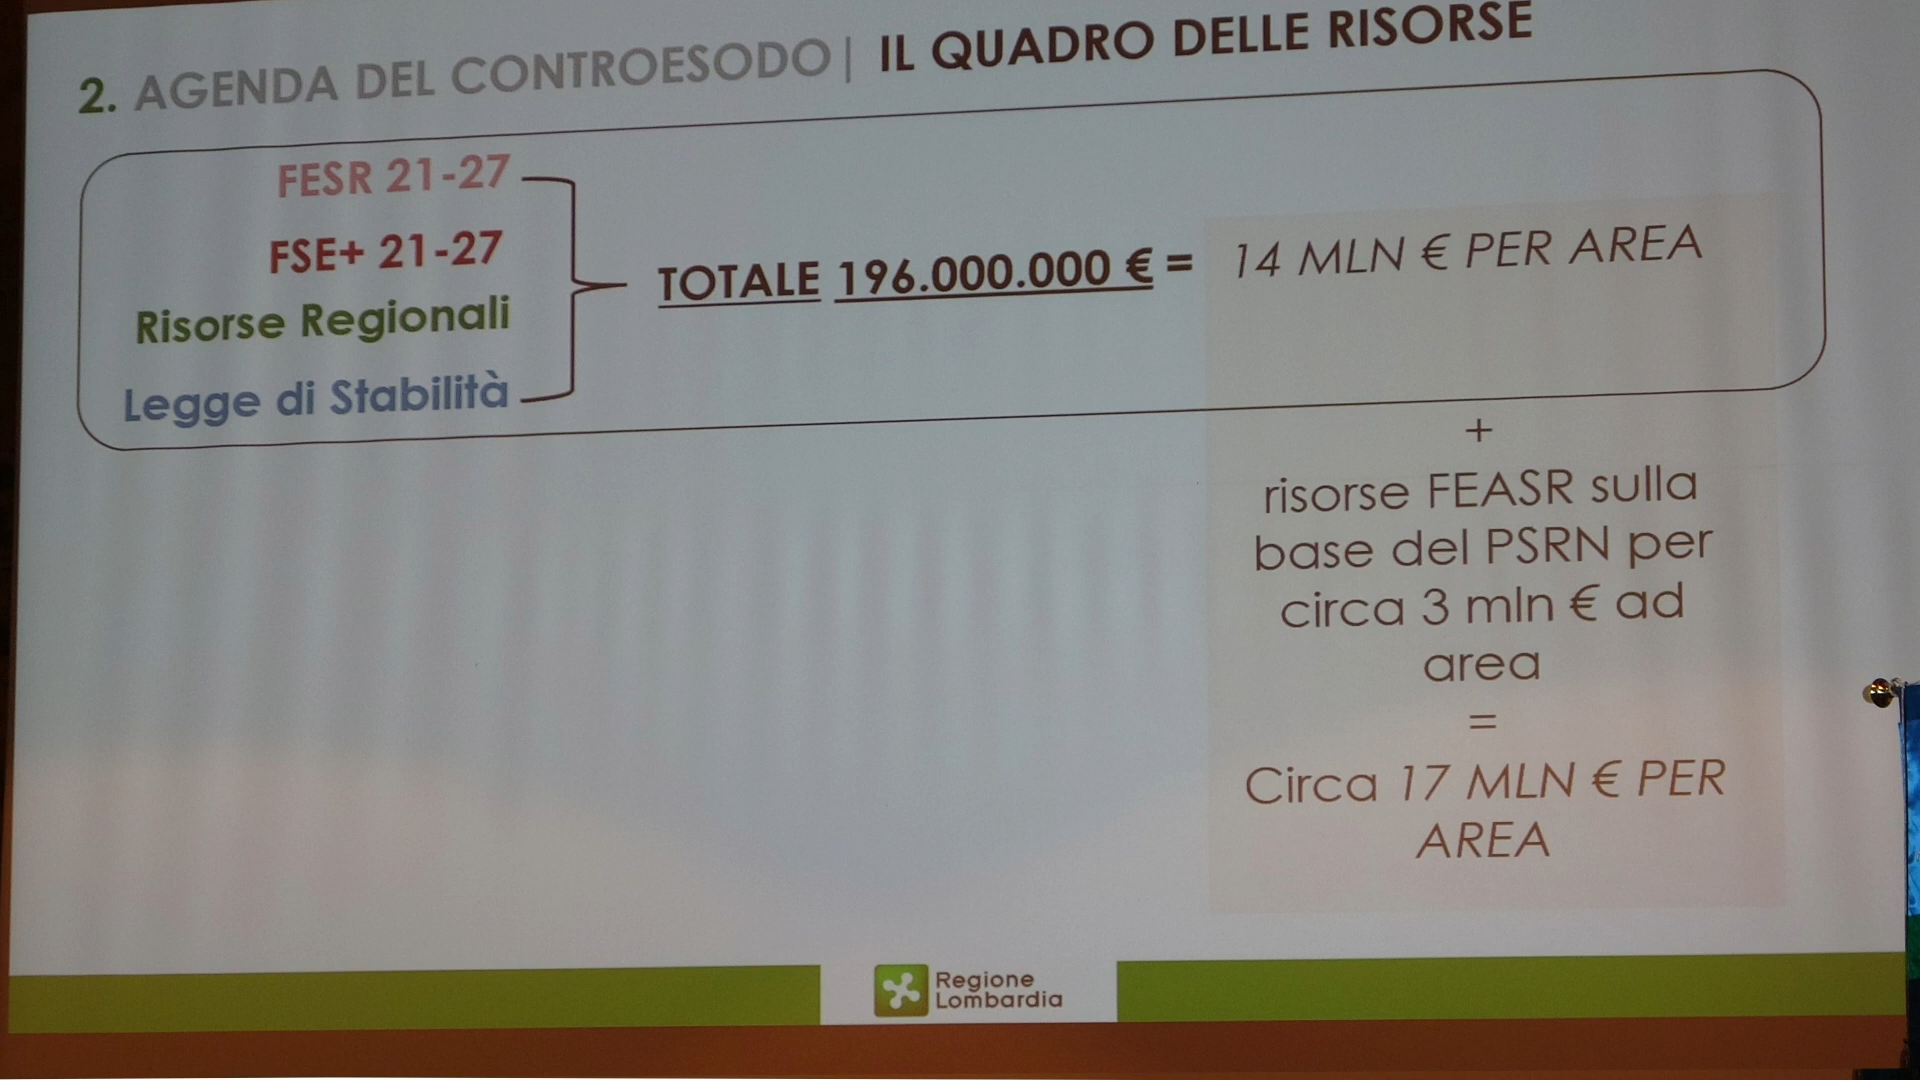 2. AGENDA DEL CONTROESODO| IL QUADRO DELLE RISORSE
FESR 21-27
FSE+ 21-27
Risorse Regionali
Legge di Stabilità
TOTALE 196.000.000 € = 14 MLN € PER AREA
+
risorse FEASR sulla
base del PSRN per
circa 3 mln € ad
area
=
Circa 17 MLN € PER
AREA
Regione
Lombardia